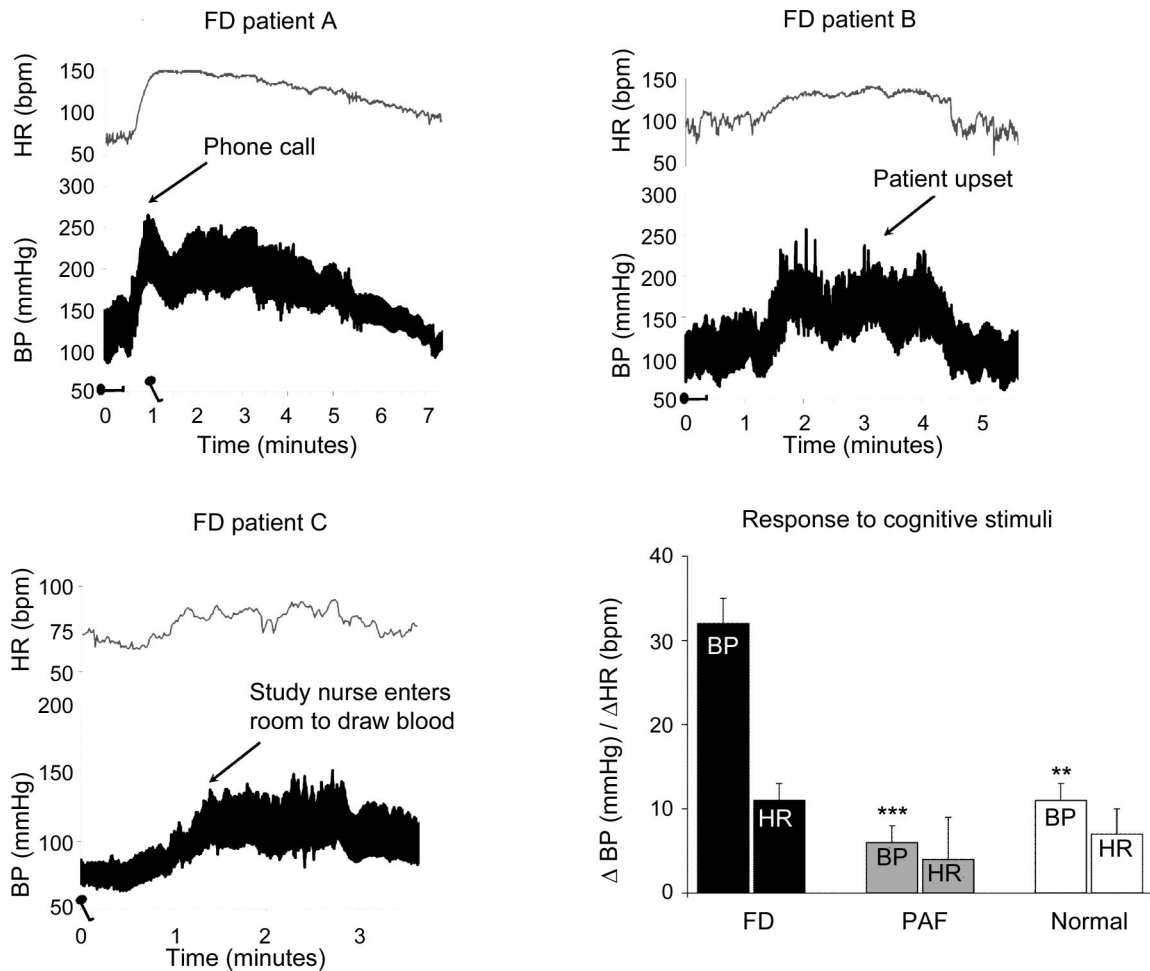 FD patient A
HR (bpm)
150
100
50
Phone call
BP (mmHg)
300
250
200
150
100
50
0 1 2 3 4 5 6 7
Time (minutes)
FD patient B
HR (bpm)
150
100
50
Patient upset
BP (mmHg)
300
250
200
150
100
50
0 1 2 3 4 5
Time (minutes)
FD patient C
HR (bpm)
100
75
50
Study nurse enters
room to draw blood
BP (mmHg)
200
150
100
50
0 1 2 3
Time (minutes)
Response to cognitive stimuli
Δ BP (mmHg) / ΔHR (bpm)
40
30
20
10
0
BP
HR
***
BP
HR
**
BP
HR
FD PAF Normal